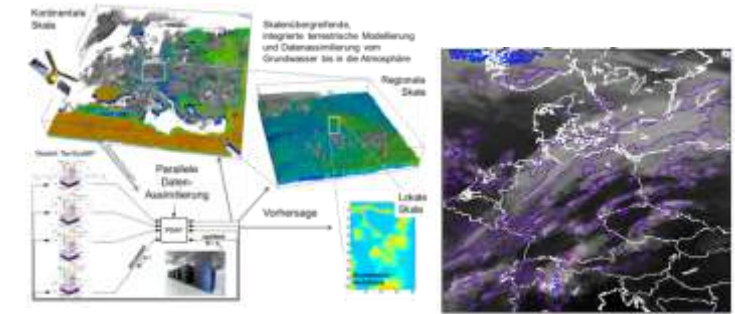 Kontinentale
Skala
Skalenübergreifende,
integrierte terrestrische Modellierung
und Datenassimilierung vom
Grundwasser bis in die Atmosphäre
Regionale
Skala
Parallele
Daten-
Assimilierung
Vorhersage
Lokale
Skala
PDAF